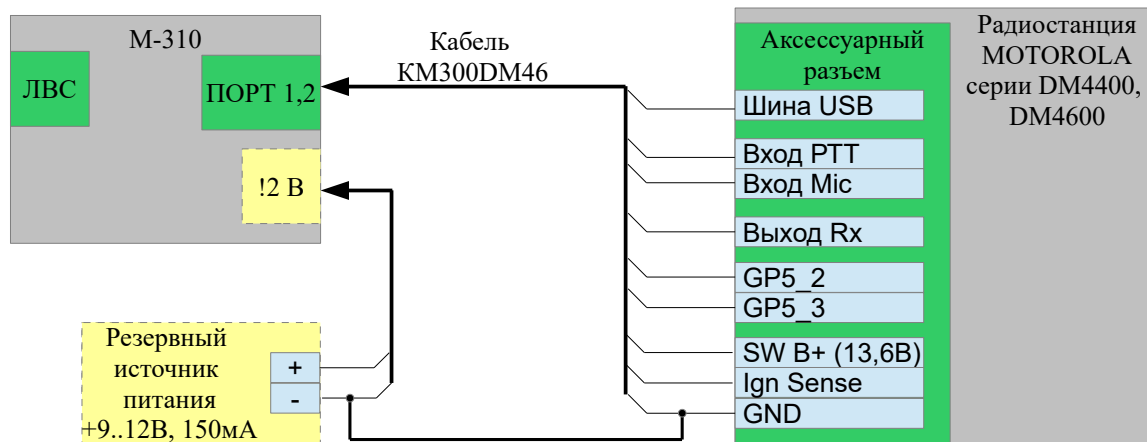 М-310
ЛВС
ПОРТ 1,2
!2 В
Кабель
КМ300DM46
Аксессуарный
разъем
Шина USB
Вход PTT
Вход Mic
Выход Rx
GP5_2
GP5_3
SW B+ (13,6В)
Ign Sense
GND
Радиостанция
MOTOROLA
серии DM4400,
DM4600
Резервный
источник
питания
+9..12В, 150мА
+
-